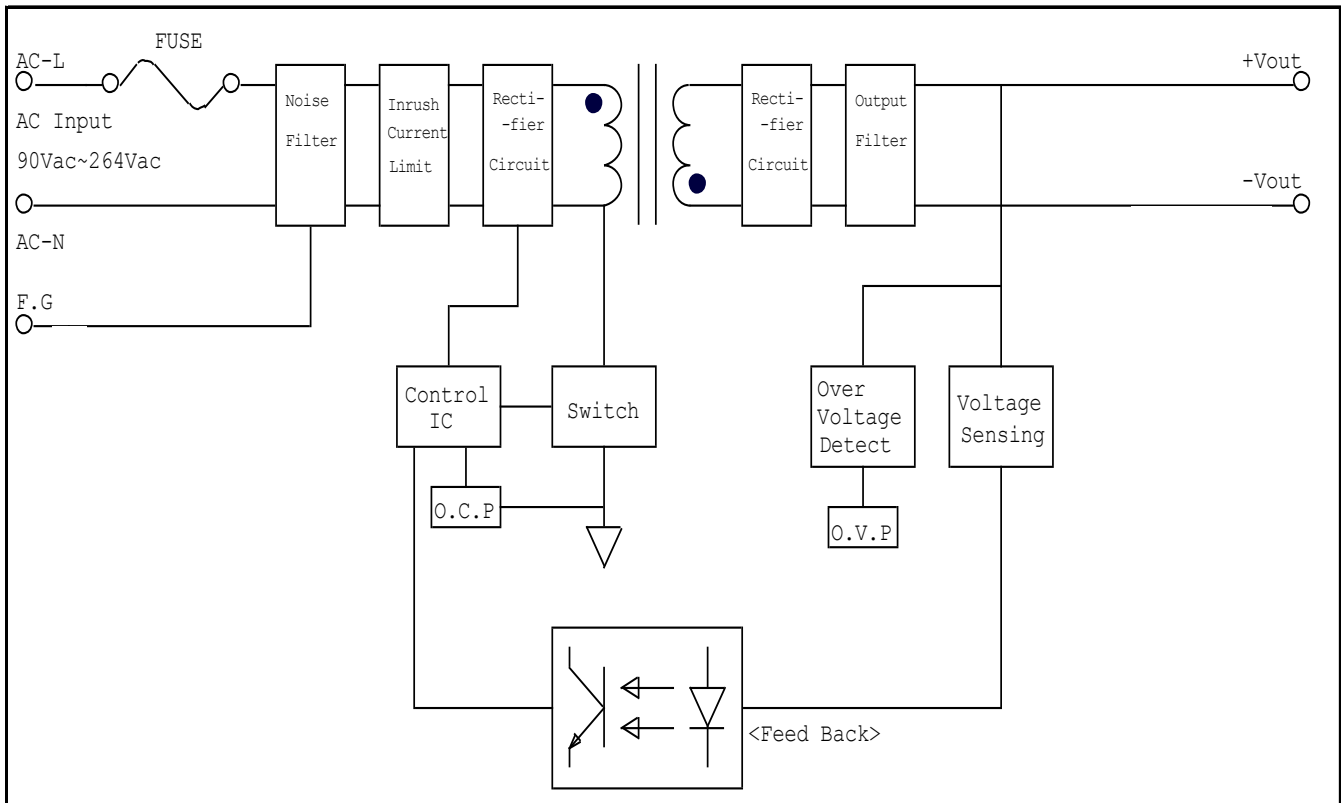 FUSE
AC-L
+Vout
Noise
Filter
Inrush
Current
Limit
Recti-
-fier
Circuit
Recti-
-fier
Circuit
Output
Filter
AC Input
90Vac~264Vac
-Vout
AC-N
F.G
Control
IC
Switch
Over
Voltage
Detect
Voltage
Sensing
O.C.P
O.V.P
<Feed Back>